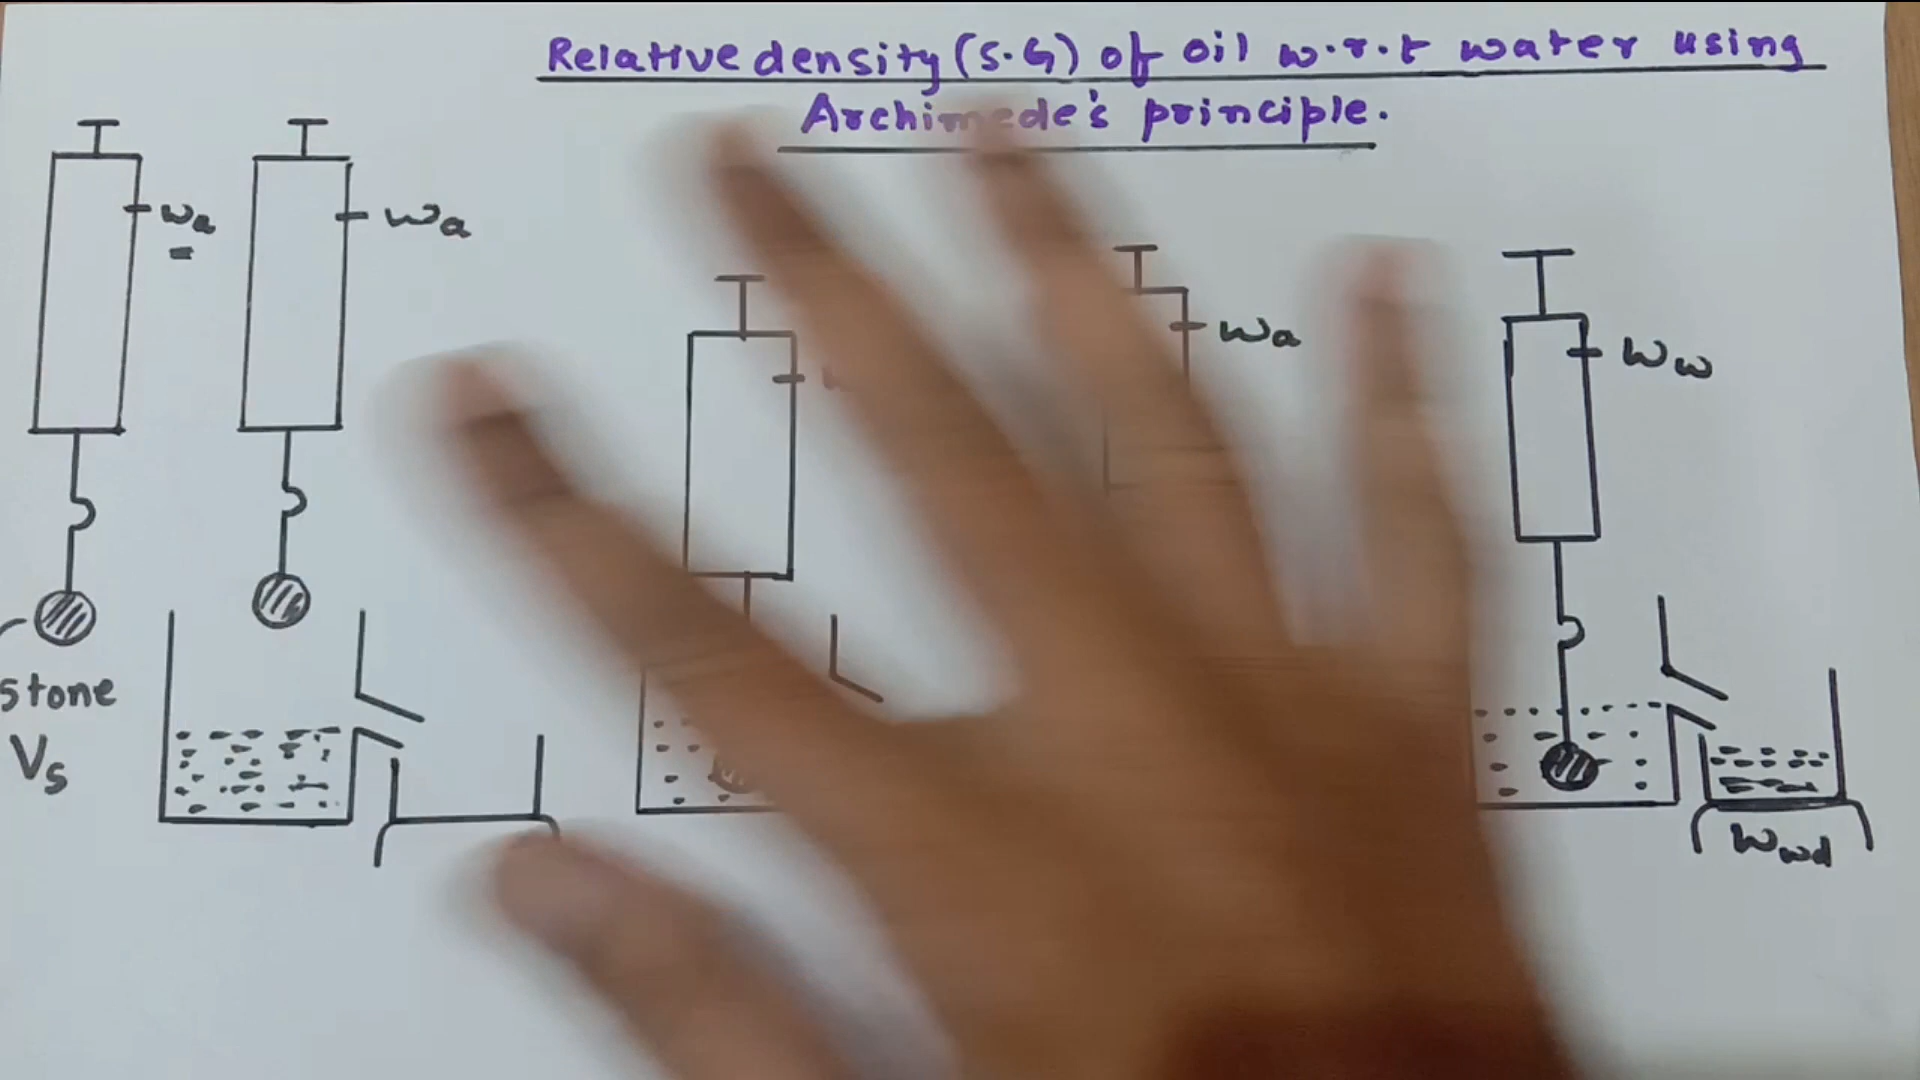 Relative density (S.G) of oil w.r.t water using
Archimede's principle.
wa
wa
wa
ww
stone
Vs
wwd